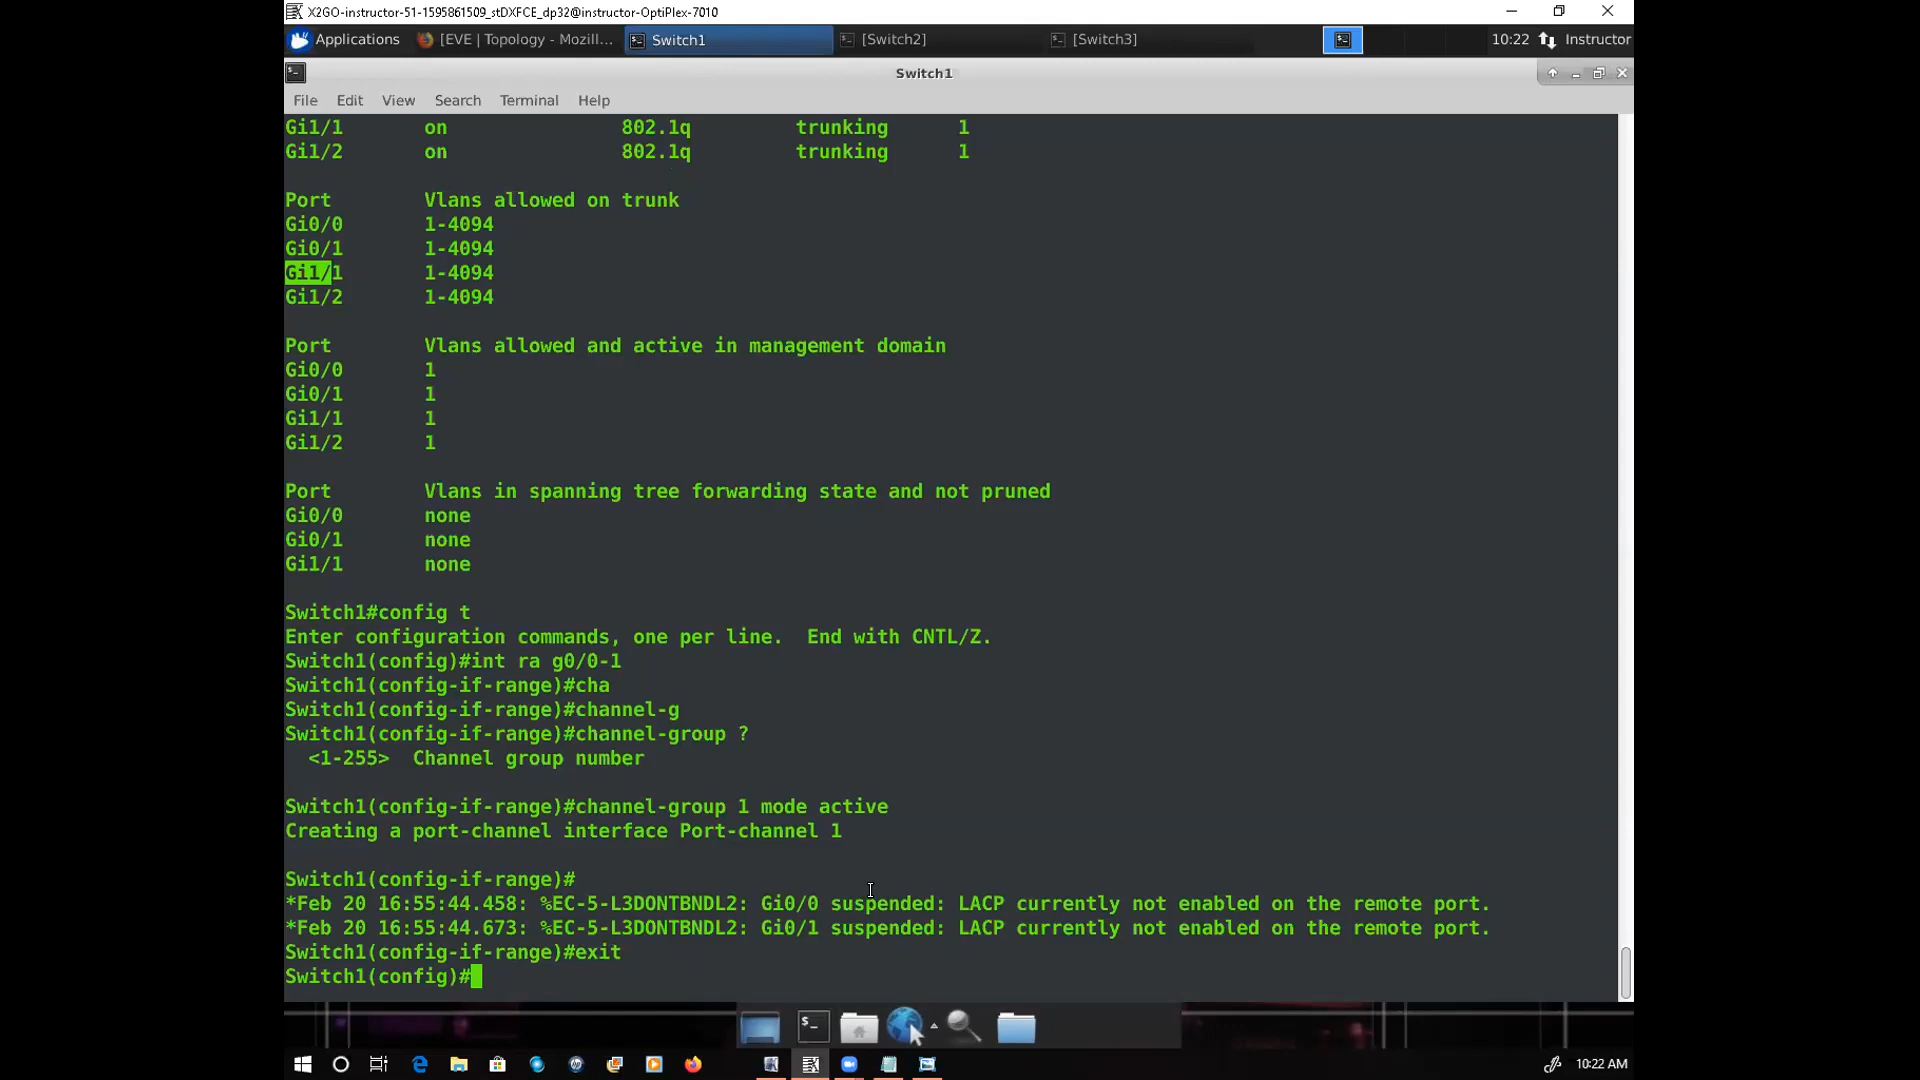 X2GO-instructor-51-1595861509_stDXFCE_dp32@instructor-OptiPlex-7010
Applications [EVE | Topology - Mozill... Switch1 [Switch2] [Switch3] 10:22 Instructor
Switch1
File Edit View Search Terminal Help
Gi1/1 on 802.1q trunking 1
Gi1/2 on 802.1q trunking 1
Port Vlans allowed on trunk
Gi0/0 1-4094
Gi0/1 1-4094
Gi1/1 1-4094
Gi1/2 1-4094
Port Vlans allowed and active in management domain
Gi0/0 1
Gi0/1 1
Gi1/1 1
Gi1/2 1
Port Vlans in spanning tree forwarding state and not pruned
Gi0/0 none
Gi0/1 none
Gi1/1 none
Switch1#config t
Enter configuration commands, one per line. End with CNTL/Z.
Switch1(config)#int ra g0/0-1
Switch1(config-if-range)#cha
Switch1(config-if-range)#channel-g
Switch1(config-if-range)#channel-group ?
<1-255> Channel group number
Switch1(config-if-range)#channel-group 1 mode active
Creating a port-channel interface Port-channel 1
Switch1(config-if-range)#
*Feb 20 16:55:44.458: %EC-5-L3DONTBNDL2: Gi0/0 suspended: LACP currently not enabled on the remote port.
*Feb 20 16:55:44.673: %EC-5-L3DONTBNDL2: Gi0/1 suspended: LACP currently not enabled on the remote port.
Switch1(config-if-range)#exit
Switch1(config)#
10:22 AM